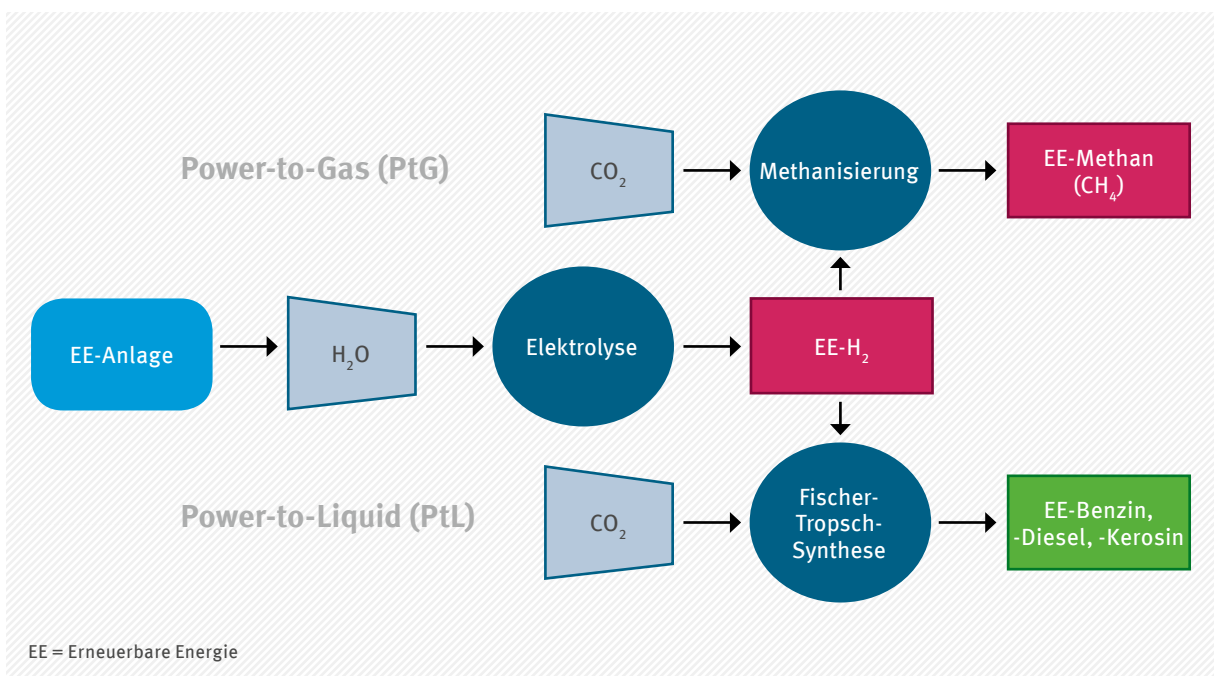 Power-to-Gas (PtG)
CO₂
Methanisierung
EE-Methan
(CH₄)
EE-Anlage
H₂O
Elektrolyse
EE-H₂
Power-to-Liquid (PtL)
CO₂
Fischer-
Tropsch-
Synthese
EE-Benzin,
-Diesel, -Kerosin
EE = Erneuerbare Energie